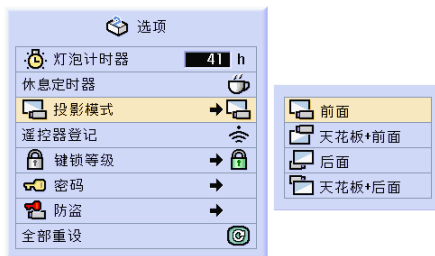 选项
灯泡计时器 41 h
休息定时器
投影模式
遥控器登记
键锁等级
密码
防盗
全部重设
前面
天花板+前面
后面
天花板+后面